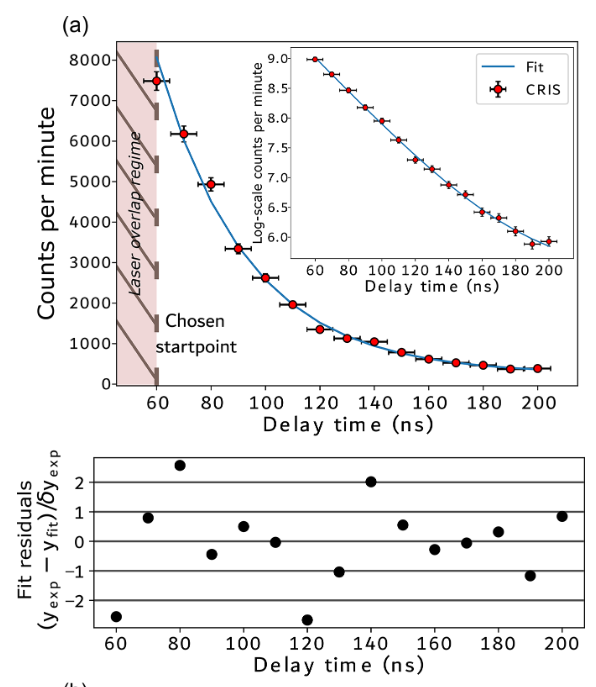 (a)
Counts per minute
8000
7000
6000
5000
4000
3000
2000
1000
0
Laser overlap regime
Chosen
startpoint
60 80 100 120 140 160 180 200
Delay time (ns)
Log-scale counts per minute
9.0
8.5
8.0
7.5
7.0
6.5
6.0
Fit
CRIS
60 80 100 120 140 160 180 200
Delay time (ns)
Fit residuals
(y exp − y fit)/δy exp
2
1
0
−1
−2
60 80 100 120 140 160 180 200
Delay time (ns)